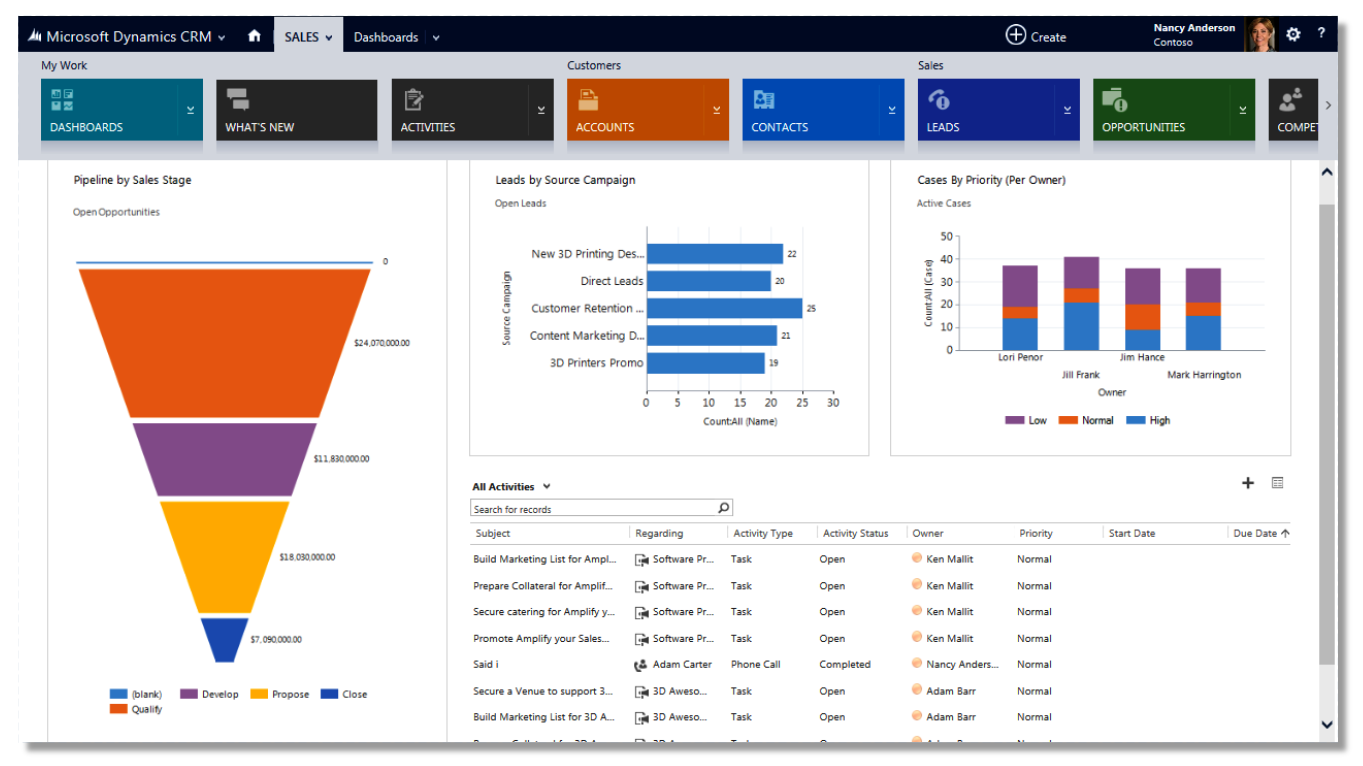 Microsoft Dynamics CRM
SALES
Dashboards
Create
Nancy Anderson
Contoso
?
My Work
Customers
Sales
DASHBOARDS
WHAT'S NEW
ACTIVITIES
ACCOUNTS
CONTACTS
LEADS
OPPORTUNITIES
COMPE
Pipeline by Sales Stage
Open Opportunities
0
$24,070,000.00
$11,830,000.00
$18,030,000.00
$7,090,000.00
(blank) Develop Propose Close
Qualify
Leads by Source Campaign
Open Leads
Source Campaign
New 3D Printing Des... 22
Direct Leads 20
Customer Retention ... 25
Content Marketing D... 21
3D Printers Promo 19
0 5 10 15 20 25 30
Count:All (Name)
Cases By Priority (Per Owner)
Active Cases
Count:All (Case)
50
40
30
20
10
0
Lori Penor Jim Hance
Jill Frank Mark Harrington
Owner
Low Normal High
All Activities
Search for records
Subject Regarding Activity Type Activity Status Owner Priority Start Date Due Date
Build Marketing List for Ampl... Software Pr... Task Open Ken Mallit Normal
Prepare Collateral for Amplif... Software Pr... Task Open Ken Mallit Normal
Secure catering for Amplify y... Software Pr... Task Open Ken Mallit Normal
Promote Amplify your Sales... Software Pr... Task Open Ken Mallit Normal
Said i Adam Carter Phone Call Completed Nancy Anders... Normal
Secure a Venue to support 3... 3D Aweso... Task Open Adam Barr Normal
Build Marketing List for 3D A... 3D Aweso... Task Open Adam Barr Normal